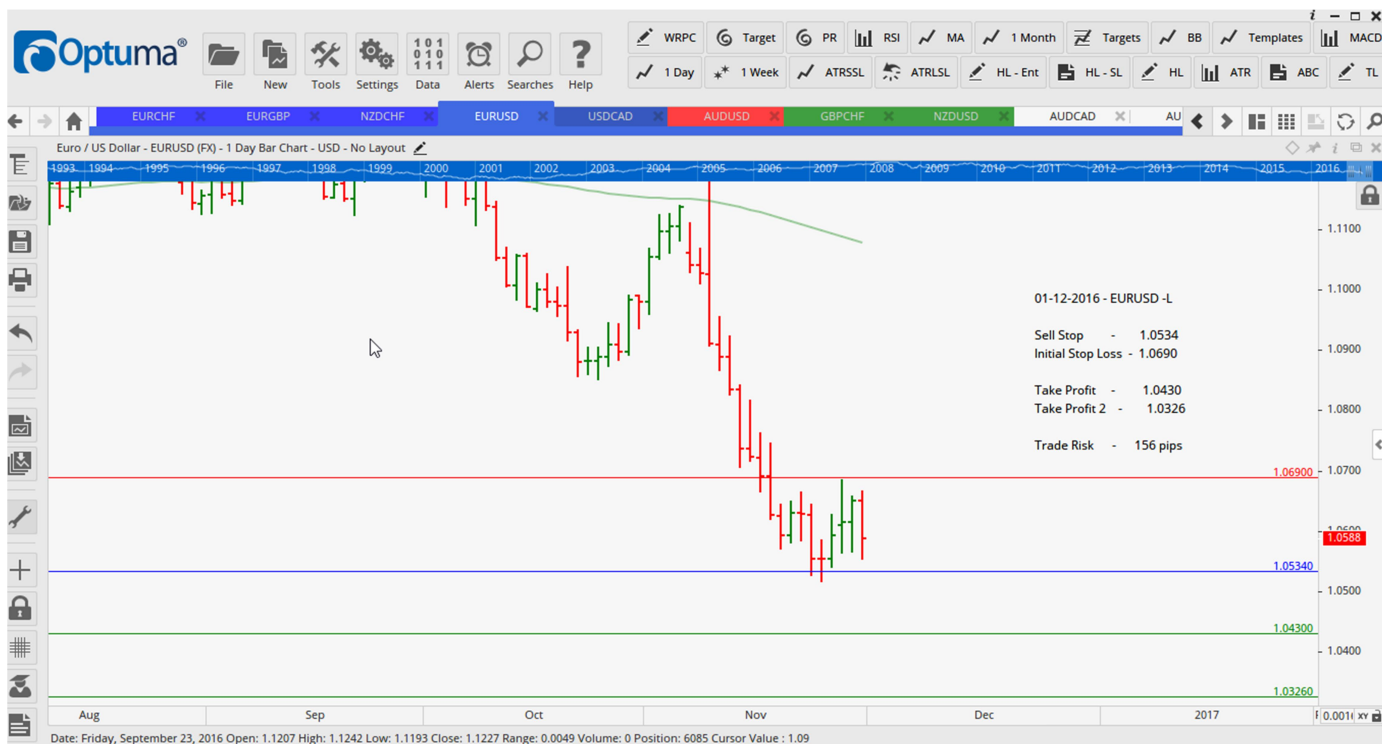 Optuma®
File New Tools Settings Data Alerts Searches Help
WRPC Target PR RSI MA 1 Month Targets BB Templates MACD
1 Day 1 Week ATRSSL ATRLSL HL - Ent HL - SL HL ATR ABC TL
EURCHF EURGBP NZDCHF EURUSD USDCAD AUDUSD GBPCHF NZDUSD AUDCAD AU
Euro / US Dollar - EURUSD (FX) - 1 Day Bar Chart - USD - No Layout
1993 1994 1995 1996 1997 1998 1999 2000 2001 2002 2003 2004 2005 2006 2007 2008 2009 2010 2011 2012 2013 2014 2015 2016
1.1100
1.1000
01-12-2016 - EURUSD -L
Sell Stop - 1.0534
1.0900
Initial Stop Loss - 1.0690
Take Profit - 1.0430
Take Profit 2 - 1.0326
1.0800
Trade Risk - 156 pips
1.06900
1.0700
1.0600
1.0588
1.05340
1.0500
1.04300
1.0400
1.03260
Aug Sep Oct Nov Dec 2017
XY
Date: Friday, September 23, 2016 Open: 1.1207 High: 1.1242 Low: 1.1193 Close: 1.1227 Range: 0.0049 Volume: 0 Position: 6085 Cursor Value : 1.09